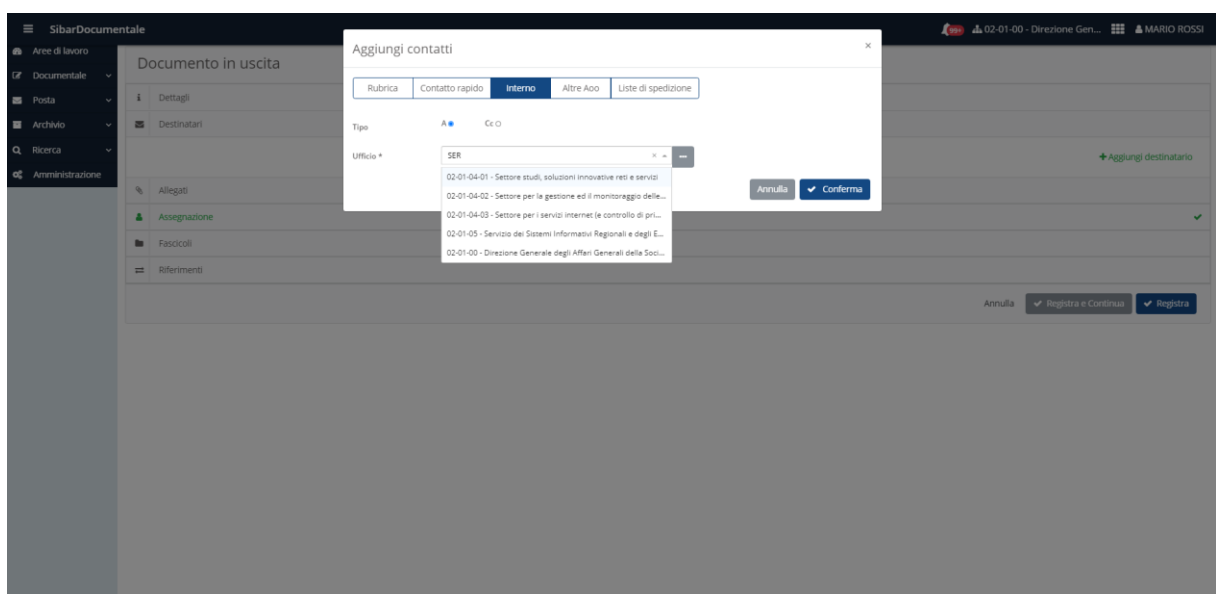 SibarDocumentale
99+ 02-01-00 - Direzione Gen... MARIO ROSSI
Aree di lavoro
Documentale
Posta
Archivio
Ricerca
Amministrazione
Documento in uscita
Dettagli
Destinatari
+ Aggiungi destinatario
Allegati
Assegnazione
Fascicoli
Riferimenti
Annulla Registra e Continua Registra
Aggiungi contatti ×
Rubrica Contatto rapido Interno Altre Aoo Liste di spedizione
Tipo A Cc
Ufficio * SER ×
02-01-04-01 - Settore studi, soluzioni innovative reti e servizi
02-01-04-02 - Settore per la gestione ed il monitoraggio delle...
02-01-04-03 - Settore per i servizi internet (e controllo di pri...
02-01-05 - Servizio dei Sistemi Informativi Regionali e degli E...
02-01-00 - Direzione Generale degli Affari Generali della Soci...
Annulla Conferma